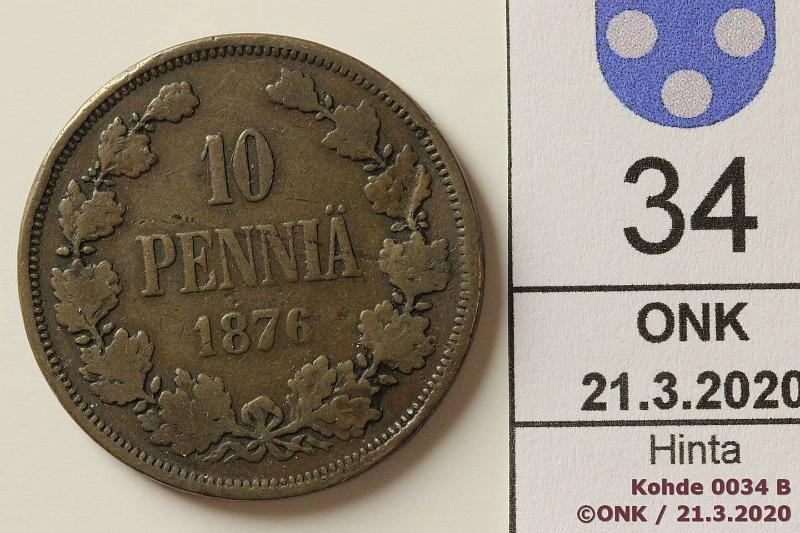 10
PENNIÄ
1876
34
ONK
21.3.2020
Hinta
Kohde 0034 B
©ONK / 21.3.2020